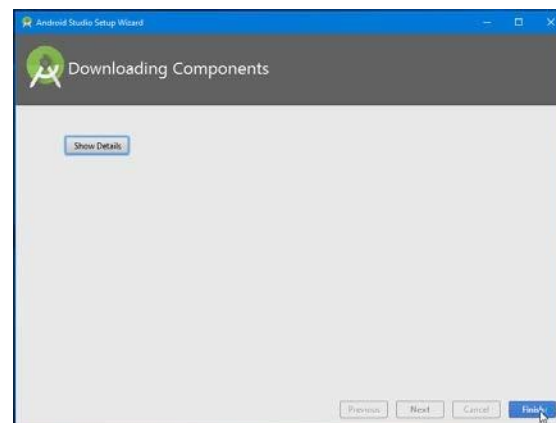 Android Studio Setup Wizard
Downloading Components
Show Details
Previous Next Cancel Finish